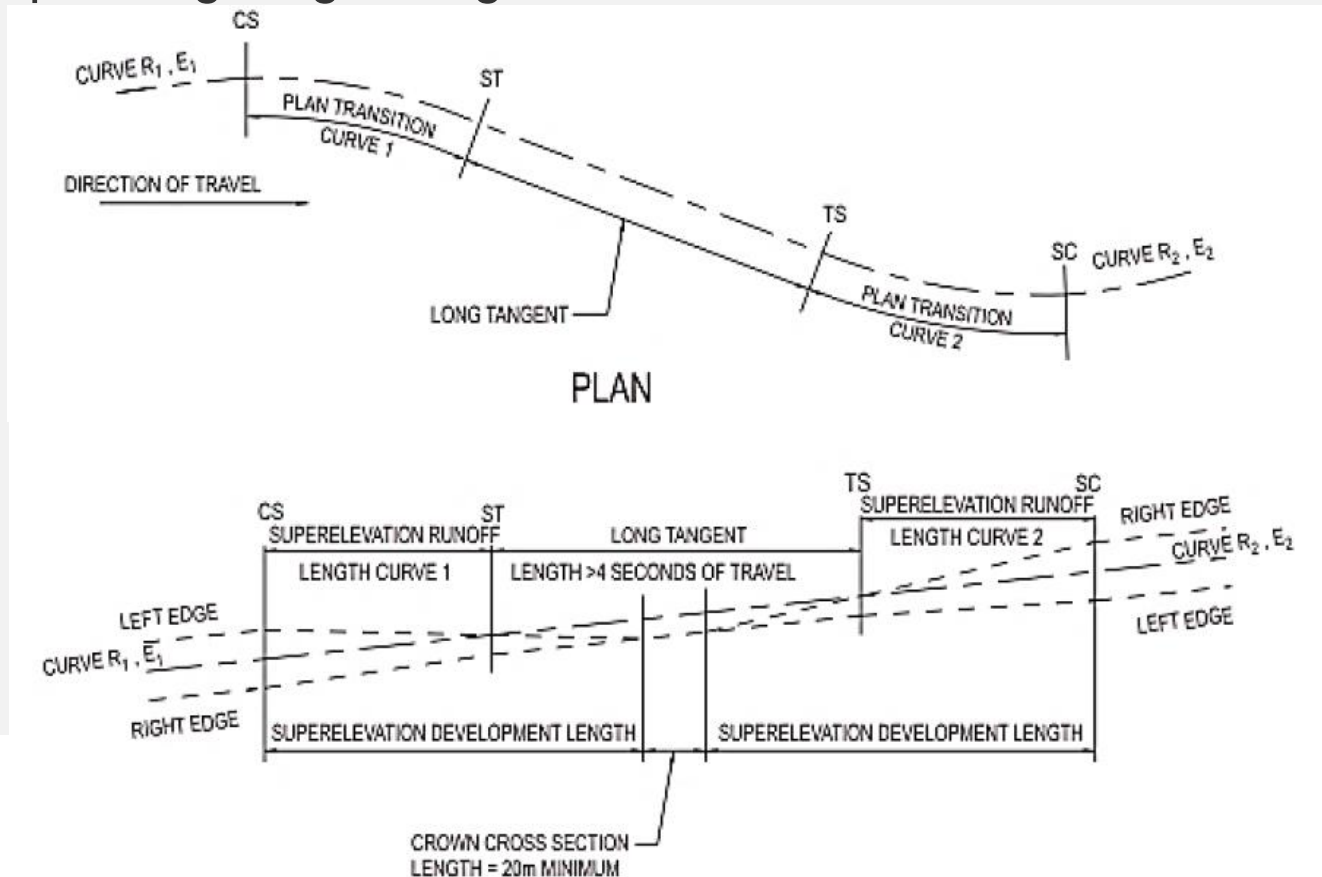 CS
CURVE R₁ , E₁
ST
PLAN TRANSITION
CURVE 1
DIRECTION OF TRAVEL
TS
SC
CURVE R₂ , E₂
LONG TANGENT
PLAN TRANSITION
CURVE 2
PLAN
CS
ST
TS
SC
SUPERELEVATION RUNOFF
LONG TANGENT
SUPERELEVATION RUNOFF
RIGHT EDGE
LENGTH CURVE 1
LENGTH >4 SECONDS OF TRAVEL
LENGTH CURVE 2
CURVE R₂ , E₂
LEFT EDGE
LEFT EDGE
CURVE R₁ , E₁
RIGHT EDGE
SUPERELEVATION DEVELOPMENT LENGTH
SUPERELEVATION DEVELOPMENT LENGTH
CROWN CROSS SECTION
LENGTH = 20m MINIMUM